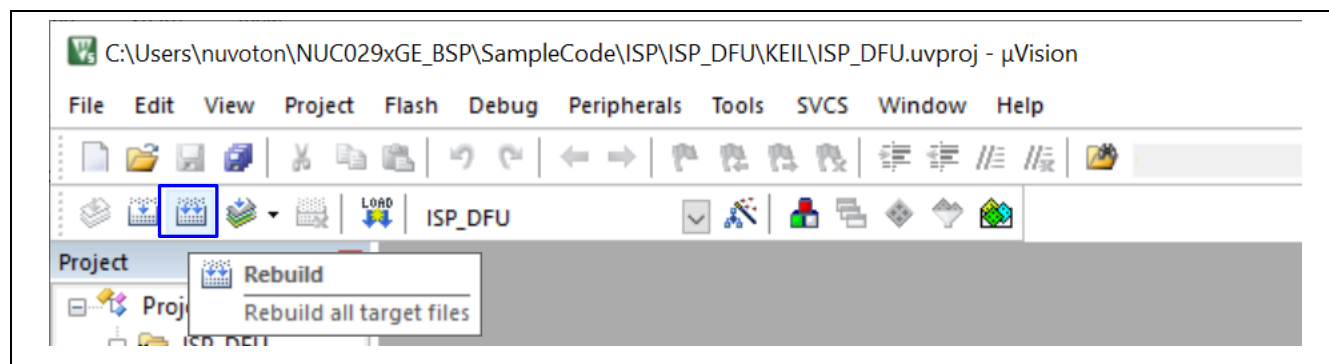 C:\Users\nuvoton\NUC029xGE_BSP\SampleCode\ISP\ISP_DFU\KEIL\ISP_DFU.uvproj - µVision
File Edit View Project Flash Debug Peripherals Tools SVCS Window Help
LOAD ISP_DFU
Project
Rebuild
Rebuild all target files